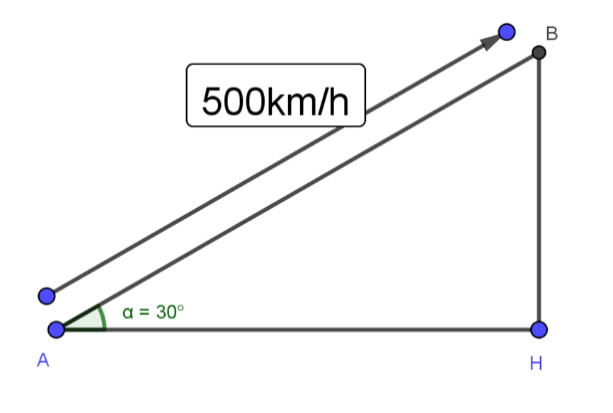 B
500km/h
α = 30°
A
H